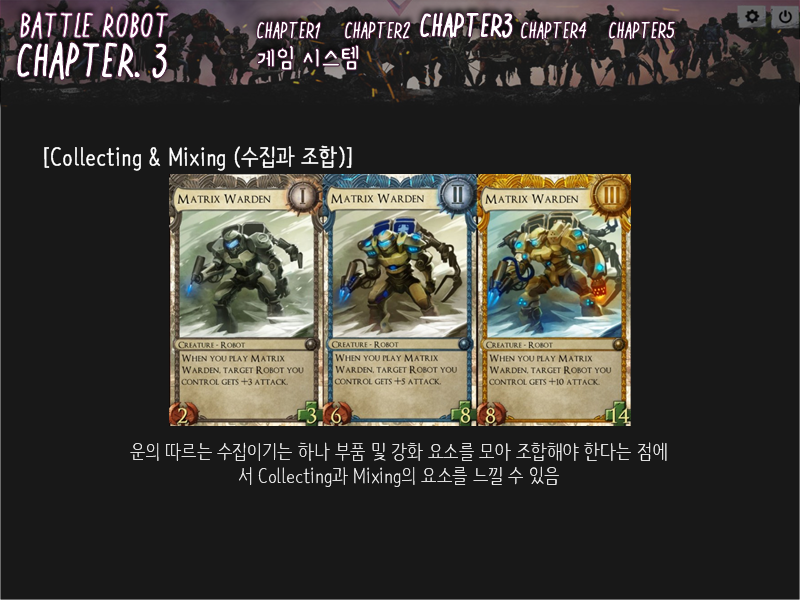 BATTLE ROBOT
CHAPTER. 3
CHAPTER1 CHAPTER2 CHAPTER3 CHAPTER4 CHAPTER5
게임 시스템
[Collecting & Mixing (수집과 조합)]
MATRIX WARDEN I
CREATURE - ROBOT
WHEN YOU PLAY MATRIX
WARDEN, TARGET ROBOT YOU
CONTROL GETS +3 ATTACK.
2 3
MATRIX WARDEN II
CREATURE - ROBOT
WHEN YOU PLAY MATRIX
WARDEN, TARGET ROBOT YOU
CONTROL GETS +5 ATTACK.
6 8
MATRIX WARDEN III
CREATURE - ROBOT
WHEN YOU PLAY MATRIX
WARDEN, TARGET ROBOT YOU
CONTROL GETS +10 ATTACK.
8 14
운의 따르는 수집이기는 하나 부품 및 강화 요소를 모아 조합해야 한다는 점에
서 Collecting과 Mixing의 요소를 느낄 수 있음